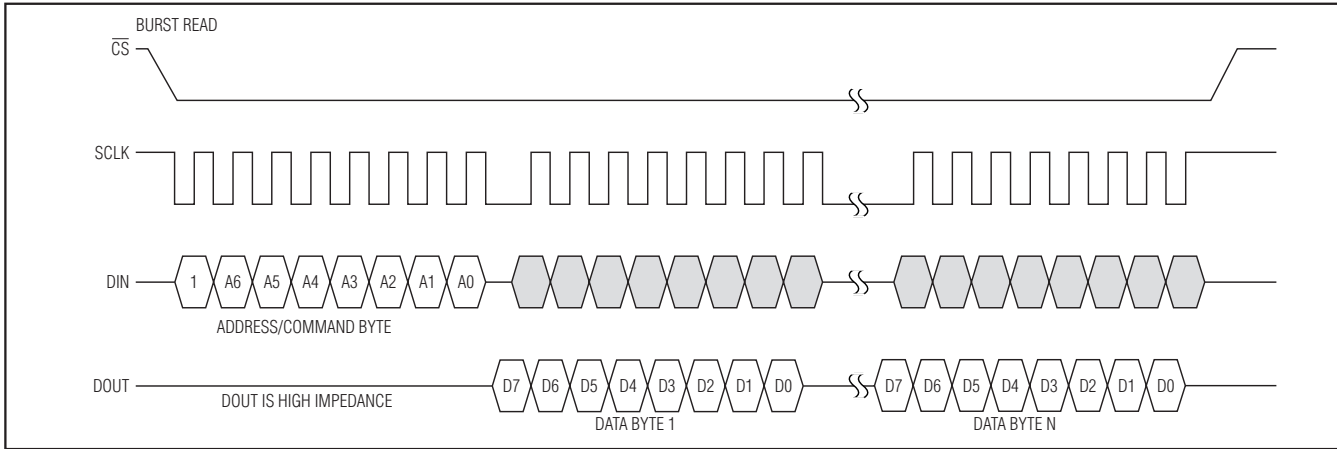 BURST READ
CS
SCLK
DIN 1 A6 A5 A4 A3 A2 A1 A0
ADDRESS/COMMAND BYTE
DOUT D7 D6 D5 D4 D3 D2 D1 D0 D7 D6 D5 D4 D3 D2 D1 D0
DOUT IS HIGH IMPEDANCE
DATA BYTE 1 DATA BYTE N